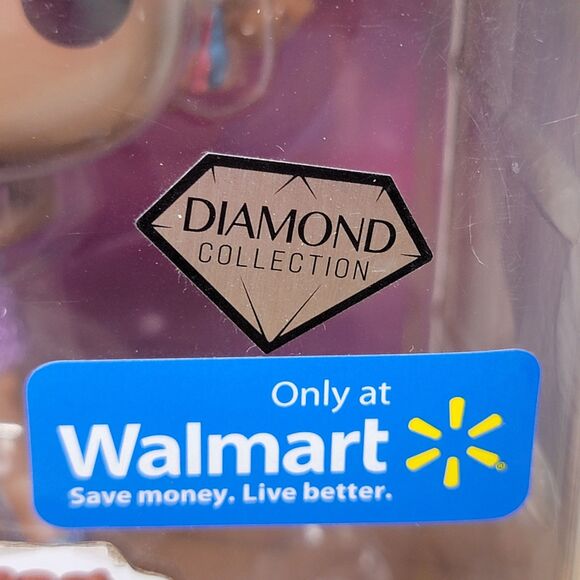 DIAMOND
COLLECTION
Only at
Walmart
Save money. Live better.